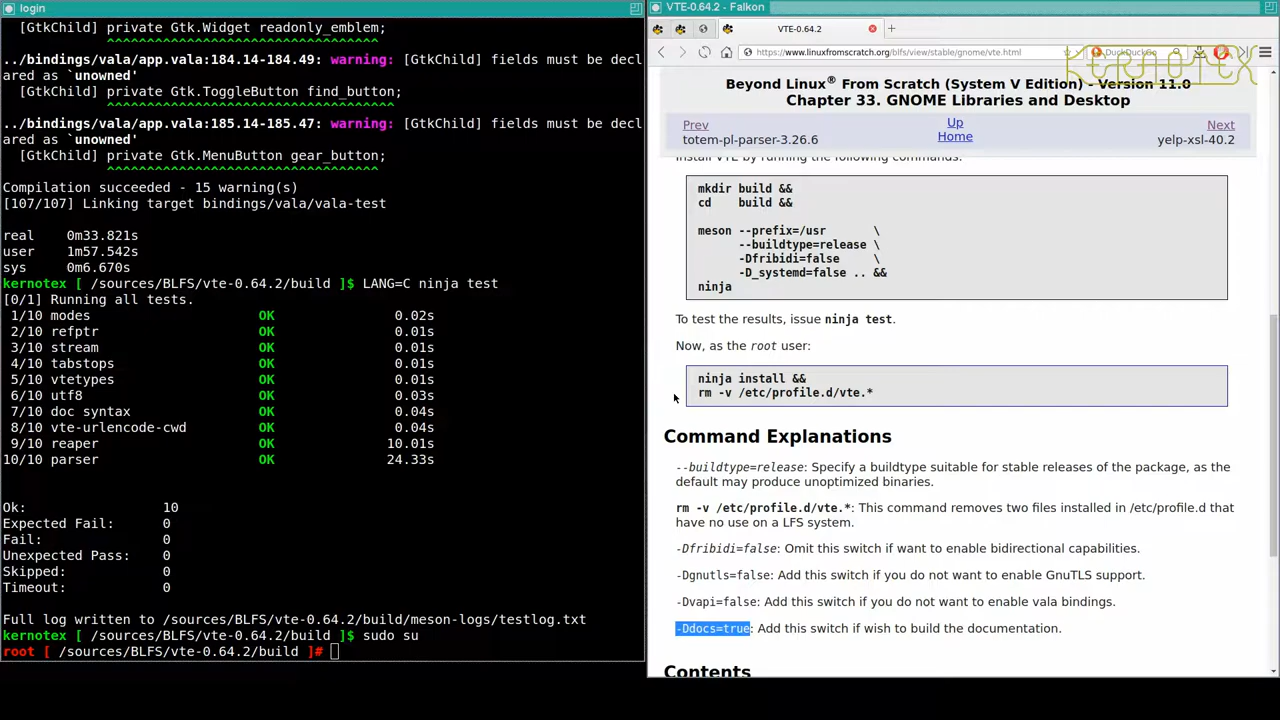 login
[GtkChild] private Gtk.Widget readonly_emblem;
^^^^^^^^^^^^^^^^^^^^^^^^^^^^^^^^^^
../bindings/vala/app.vala:184.14-184.49: warning: [GtkChild] fields must be decl
ared as `unowned'
[GtkChild] private Gtk.ToggleButton find_button;
^^^^^^^^^^^^^^^^^^^^^^^^^^^^^^^^^^^^
../bindings/vala/app.vala:185.14-185.47: warning: [GtkChild] fields must be decl
ared as `unowned'
[GtkChild] private Gtk.MenuButton gear_button;
^^^^^^^^^^^^^^^^^^^^^^^^^^^^^^^^^^
Compilation succeeded - 15 warning(s)
[107/107] Linking target bindings/vala/vala-test
real    0m33.821s
user    1m57.542s
sys     0m6.670s
kernotex [ /sources/BLFS/vte-0.64.2/build ]$ LANG=C ninja test
[0/1] Running all tests.
1/10 modes OK 0.02s
2/10 refptr OK 0.01s
3/10 stream OK 0.01s
4/10 tabstops OK 0.01s
5/10 vtetypes OK 0.01s
6/10 utf8 OK 0.03s
7/10 doc syntax OK 0.04s
8/10 vte-urlencode-cwd OK 0.04s
9/10 reaper OK 10.01s
10/10 parser OK 24.33s
Ok: 10
Expected Fail: 0
Fail: 0
Unexpected Pass: 0
Skipped: 0
Timeout: 0
Full log written to /sources/BLFS/vte-0.64.2/build/meson-logs/testlog.txt
kernotex [ /sources/BLFS/vte-0.64.2/build ]$ sudo su
root [ /sources/BLFS/vte-0.64.2/build ]#
VTE-0.64.2 - Falkon
VTE-0.64.2
https://www.linuxfromscratch.org/blfs/view/stable/gnome/vte.html
DuckDuckGo
KERNOTEX
Beyond Linux® From Scratch (System V Edition) - Version 11.0
Chapter 33. GNOME Libraries and Desktop
Prev Up Next
totem-pl-parser-3.26.6 Home yelp-xsl-40.2
Install VTE by running the following commands:
mkdir build &&
cd    build &&
meson --prefix=/usr \
--buildtype=release \
-Dfribidi=false \
-D_systemd=false .. &&
ninja
To test the results, issue ninja test.
Now, as the root user:
ninja install &&
rm -v /etc/profile.d/vte.*
Command Explanations
--buildtype=release: Specify a buildtype suitable for stable releases of the package, as the
default may produce unoptimized binaries.
rm -v /etc/profile.d/vte.*: This command removes two files installed in /etc/profile.d that
have no use on a LFS system.
-Dfribidi=false: Omit this switch if want to enable bidirectional capabilities.
-Dgnutls=false: Add this switch if you do not want to enable GnuTLS support.
-Dvapi=false: Add this switch if you do not want to enable vala bindings.
-Ddocs=true: Add this switch if wish to build the documentation.
Contents